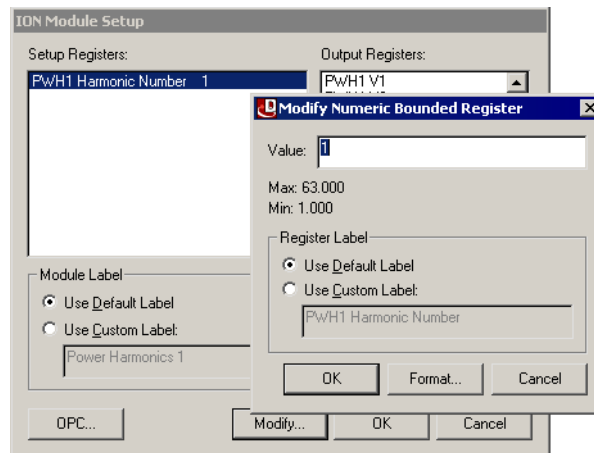 ION Module Setup
Setup Registers:
Output Registers:
PWH1 Harmonic Number 1
PWH1 V1
Modify Numeric Bounded Register
Value: 1
Max: 63.000
Min: 1.000
Register Label
Use Default Label
Use Custom Label:
PWH1 Harmonic Number
OK
Format...
Cancel
Module Label
Use Default Label
Use Custom Label:
Power Harmonics 1
OPC...
Modify...
OK
Cancel